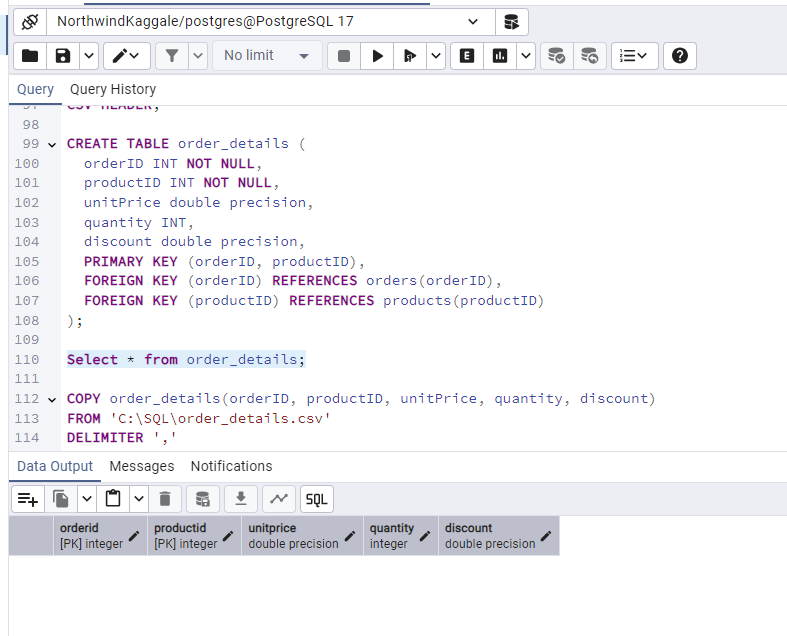 NorthwindKaggale/postgres@PostgreSQL 17
No limit
E
Query Query History
97 CSV HEADER;
98
99 CREATE TABLE order_details (
100 orderID INT NOT NULL,
101 productID INT NOT NULL,
102 unitPrice double precision,
103 quantity INT,
104 discount double precision,
105 PRIMARY KEY (orderID, productID),
106 FOREIGN KEY (orderID) REFERENCES orders(orderID),
107 FOREIGN KEY (productID) REFERENCES products(productID)
108 );
109
110 Select * from order_details;
111
112 COPY order_details(orderID, productID, unitPrice, quantity, discount)
113 FROM 'C:\SQL\order_details.csv'
114 DELIMITER ','
Data Output Messages Notifications
SQL
orderid productid unitprice quantity discount
[PK] integer [PK] integer double precision integer double precision